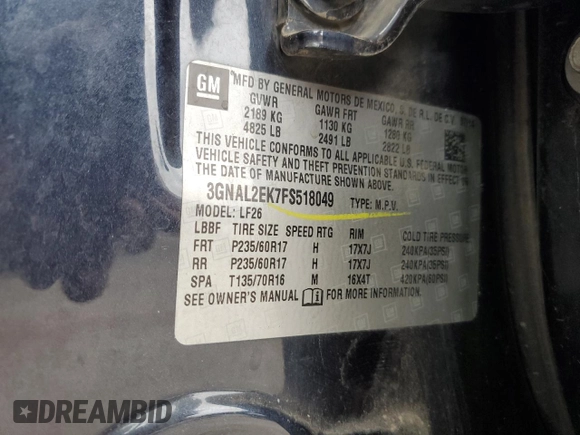 GM
MFD BY GENERAL MOTORS DE MEXICO, S. DE R.L. DE C.V.
GVWR GAWR FRT GAWR RR
2189 KG 1130 KG 1280 KG
4825 LB 2491 LB 2822 LB
THIS VEHICLE CONFORMS TO ALL APPLICABLE U.S. FEDERAL MOTOR
VEHICLE SAFETY AND THEFT PREVENTION STANDARDS IN EFFECT ON
THE DATE OF MANUFACTURE SHOWN ABOVE.
3GNAL2EK7FS518049 TYPE: M.P.V.
MODEL: LF26
LBBF TIRE SIZE SPEED RTG RIM COLD TIRE PRESSURE
FRT P235/60R17 H 17X7J 240KPA(35PSI)
RR P235/60R17 H 17X7J 240KPA(35PSI)
SPA T135/70R16 M 16X4T 420KPA(60PSI)
SEE OWNER'S MANUAL FOR MORE INFORMATION
DREAMBID